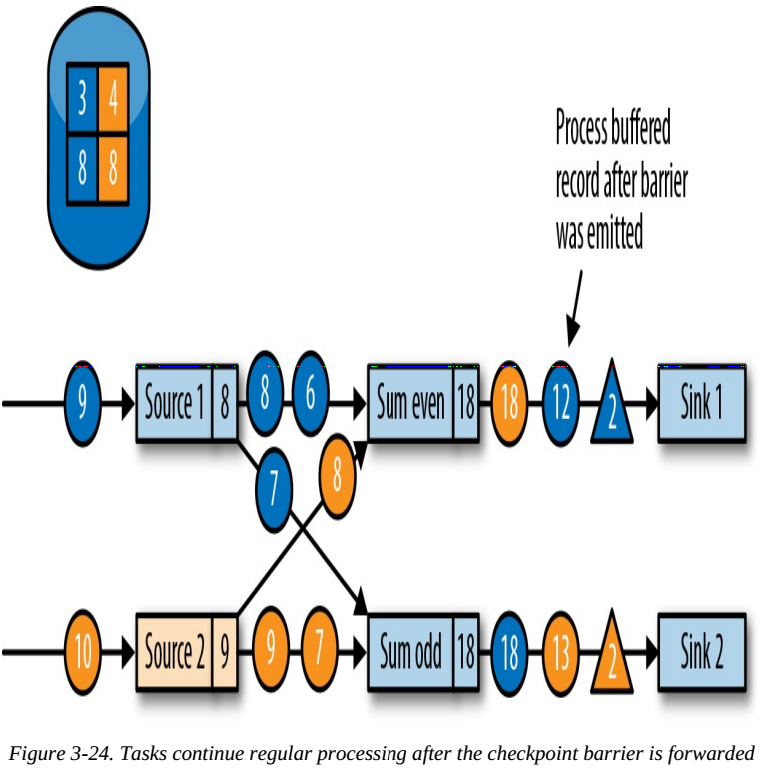 3 4
8 8
Process buffered
record after barrier
was emitted
9 Source 1 8 8 6 Sum even 18 18 12 2 Sink 1
7 8
10 Source 2 9 9 7 Sum odd 18 18 13 2 Sink 2
Figure 3-24. Tasks continue regular processing after the checkpoint barrier is forwarded